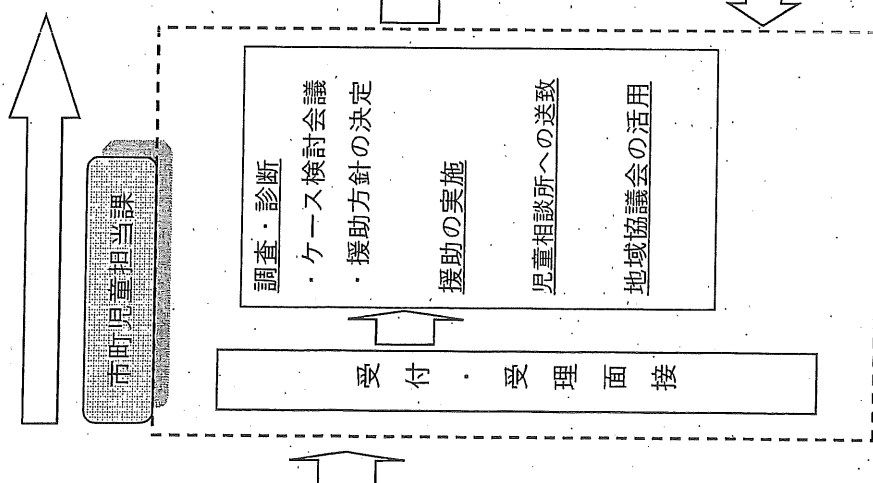 市町児童担当課
受付・受理面接
調査・診断
・ケース検討会議
・援助方針の決定
援助の実施
児童相談所への送致
地域協議会の活用